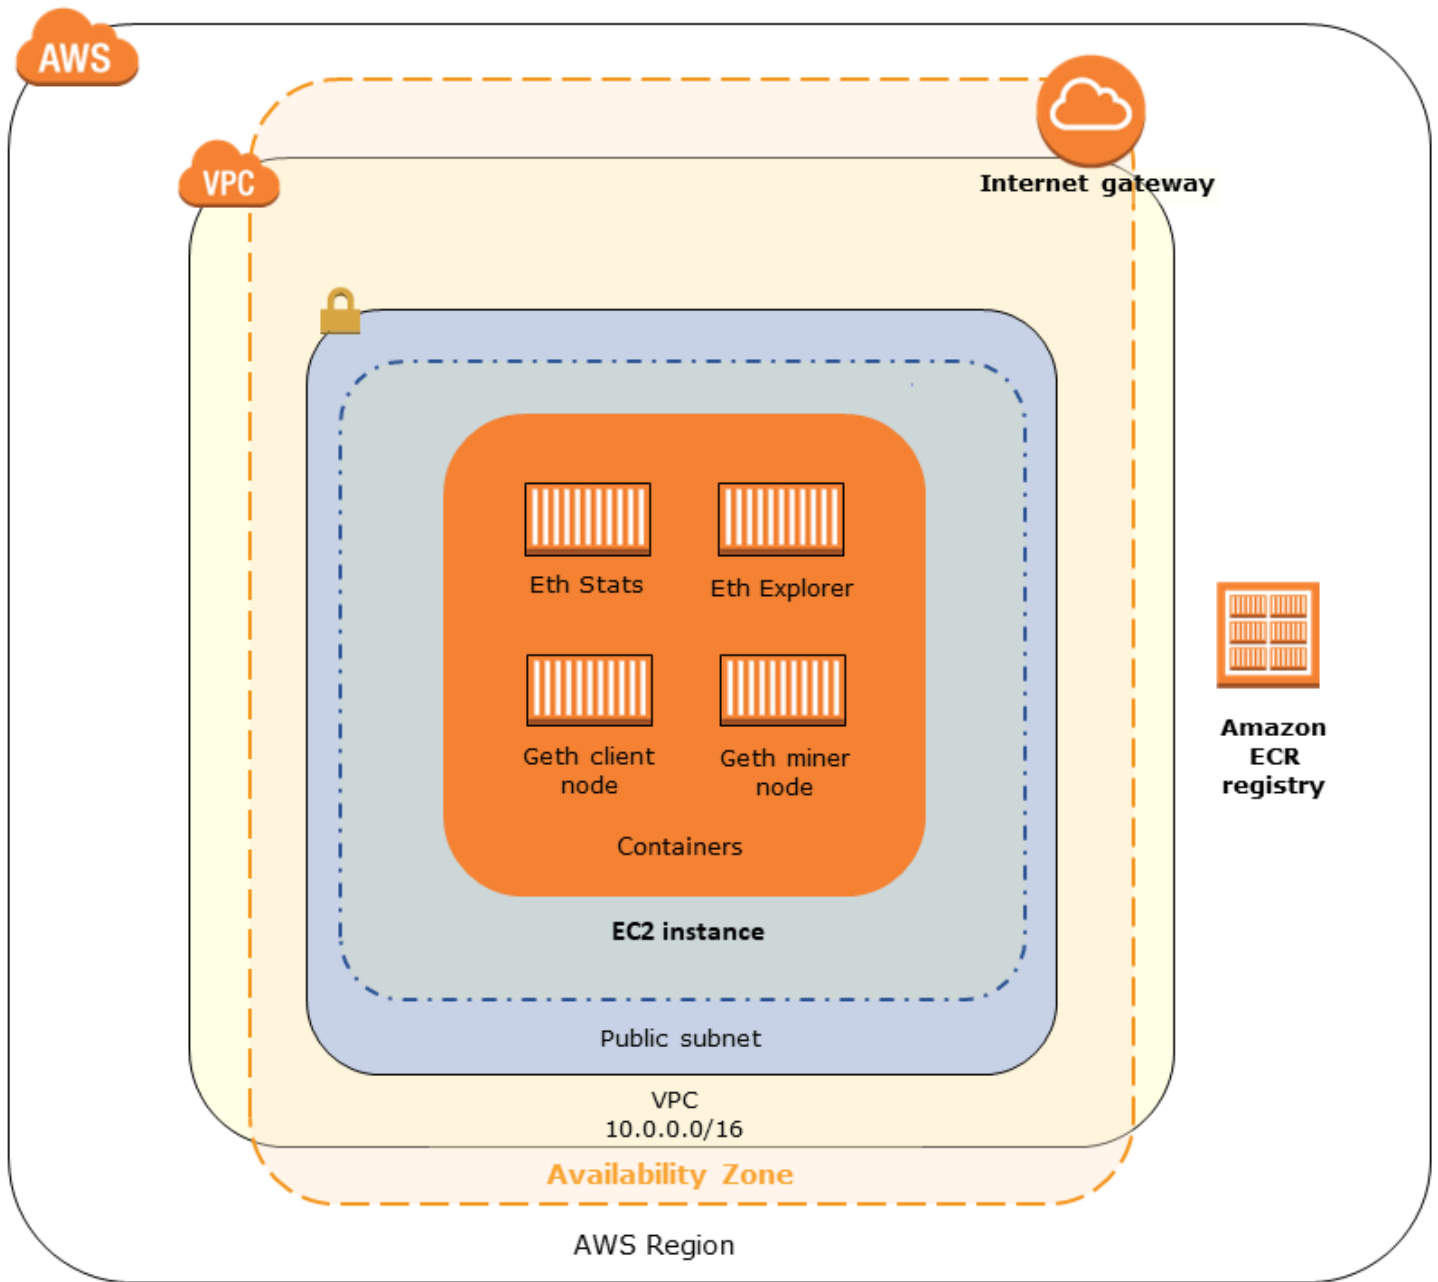 AWS
VPC
Internet gateway
Eth Stats
Eth Explorer
Geth client
node
Geth miner
node
Containers
EC2 instance
Public subnet
VPC
10.0.0.0/16
Availability Zone
AWS Region
Amazon
ECR
registry